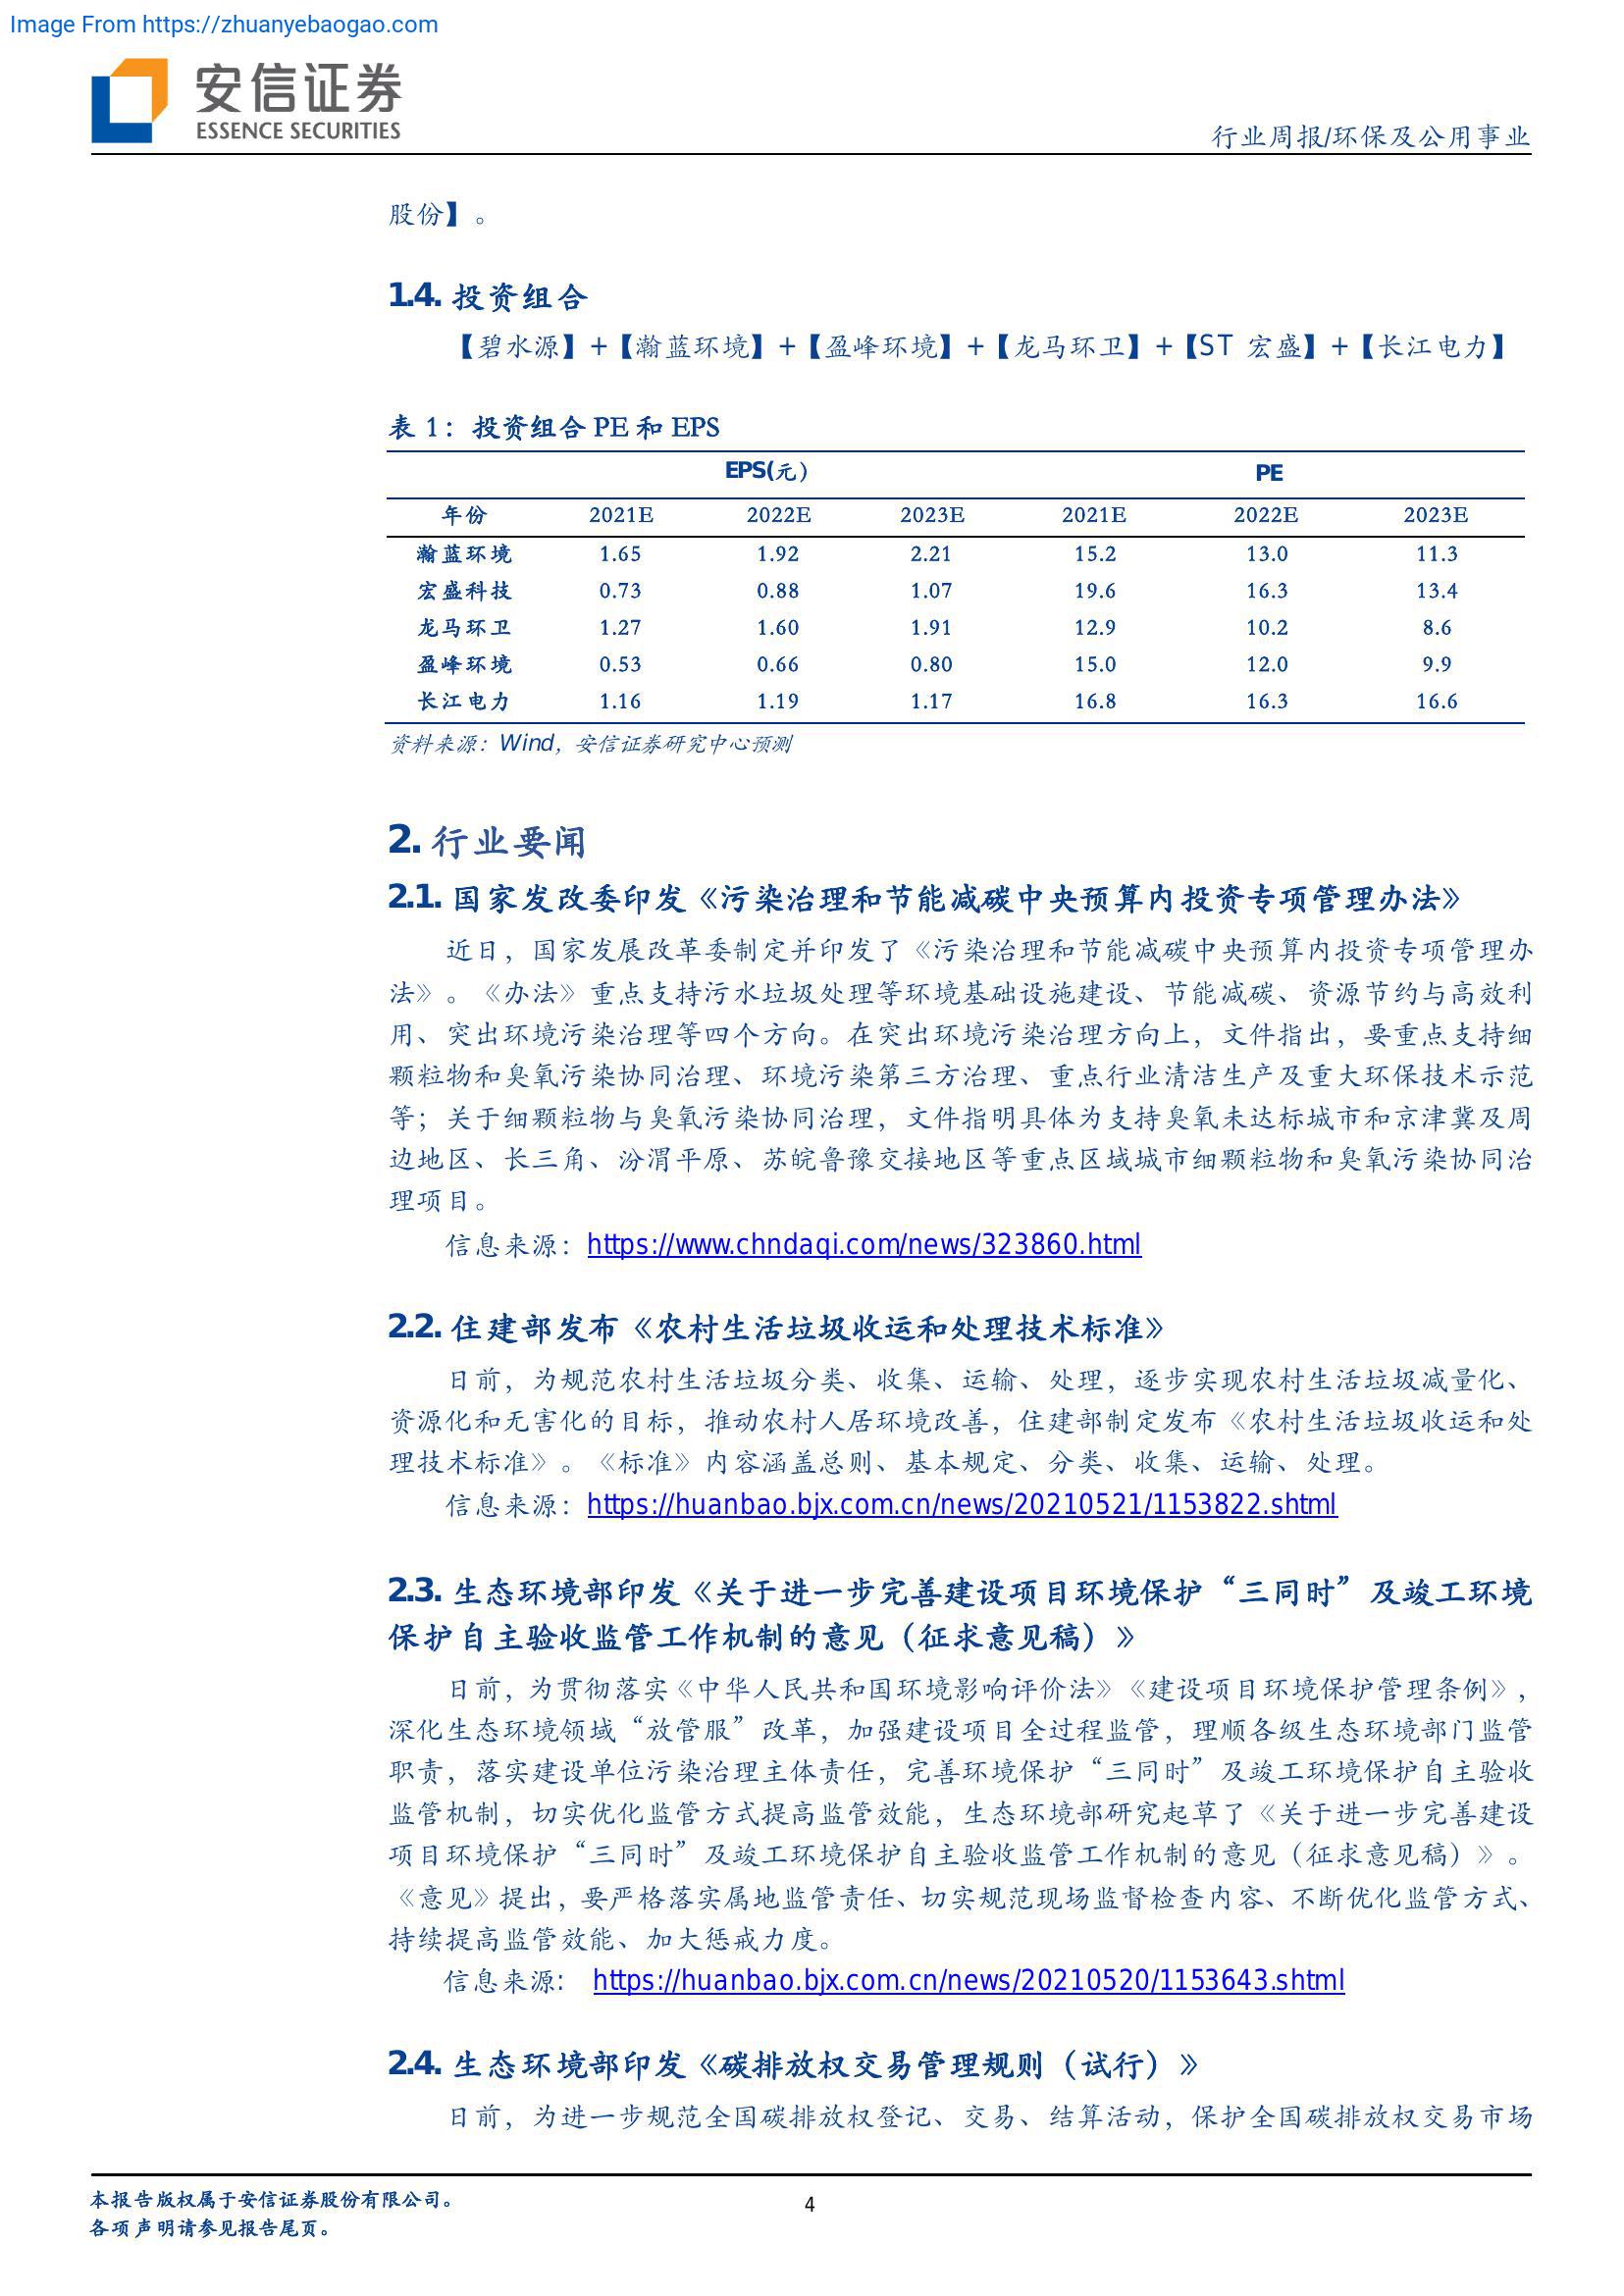 Image From https://zhuanyebaogao.com
安信证券
ESSENCE SECURITIES
行业周报/环保及公用事业
股份】。
1.4. 投资组合
【碧水源】+【瀚蓝环境】+【盈峰环境】+【龙马环卫】+【ST 宏盛】+【长江电力】
表 1：投资组合 PE 和 EPS
EPS(元） PE
年份 2021E 2022E 2023E 2021E 2022E 2023E
瀚蓝环境 1.65 1.92 2.21 15.2 13.0 11.3
宏盛科技 0.73 0.88 1.07 19.6 16.3 13.4
龙马环卫 1.27 1.60 1.91 12.9 10.2 8.6
盈峰环境 0.53 0.66 0.80 15.0 12.0 9.9
长江电力 1.16 1.19 1.17 16.8 16.3 16.6
资料来源：Wind，安信证券研究中心预测
2. 行业要闻
2.1. 国家发改委印发《污染治理和节能减碳中央预算内投资专项管理办法》
近日，国家发展改革委制定并印发了《污染治理和节能减碳中央预算内投资专项管理办
法》。《办法》重点支持污水垃圾处理等环境基础设施建设、节能减碳、资源节约与高效利
用、突出环境污染治理等四个方向。在突出环境污染治理方向上，文件指出，要重点支持细
颗粒物和臭氧污染协同治理、环境污染第三方治理、重点行业清洁生产及重大环保技术示范
等；关于细颗粒物与臭氧污染协同治理，文件指明具体为支持臭氧未达标城市和京津冀及周
边地区、长三角、汾渭平原、苏皖鲁豫交接地区等重点区域城市细颗粒物和臭氧污染协同治
理项目。
信息来源：https://www.chndaqi.com/news/323860.html
2.2. 住建部发布《农村生活垃圾收运和处理技术标准》
日前，为规范农村生活垃圾分类、收集、运输、处理，逐步实现农村生活垃圾减量化、
资源化和无害化的目标，推动农村人居环境改善，住建部制定发布《农村生活垃圾收运和处
理技术标准》。《标准》内容涵盖总则、基本规定、分类、收集、运输、处理。
信息来源：https://huanbao.bjx.com.cn/news/20210521/1153822.shtml
2.3. 生态环境部印发《关于进一步完善建设项目环境保护“三同时”及竣工环境
保护自主验收监管工作机制的意见（征求意见稿）》
日前，为贯彻落实《中华人民共和国环境影响评价法》《建设项目环境保护管理条例》，
深化生态环境领域“放管服”改革，加强建设项目全过程监管，理顺各级生态环境部门监管
职责，落实建设单位污染治理主体责任，完善环境保护“三同时”及竣工环境保护自主验收
监管机制，切实优化监管方式提高监管效能，生态环境部研究起草了《关于进一步完善建设
项目环境保护“三同时”及竣工环境保护自主验收监管工作机制的意见（征求意见稿）》。
《意见》提出，要严格落实属地监管责任、切实规范现场监督检查内容、不断优化监管方式、
持续提高监管效能、加大惩戒力度。
信息来源： https://huanbao.bjx.com.cn/news/20210520/1153643.shtml
2.4. 生态环境部印发《碳排放权交易管理规则（试行）》
日前，为进一步规范全国碳排放权登记、交易、结算活动，保护全国碳排放权交易市场
本报告版权属于安信证券股份有限公司。
4
各项声明请参见报告尾页。